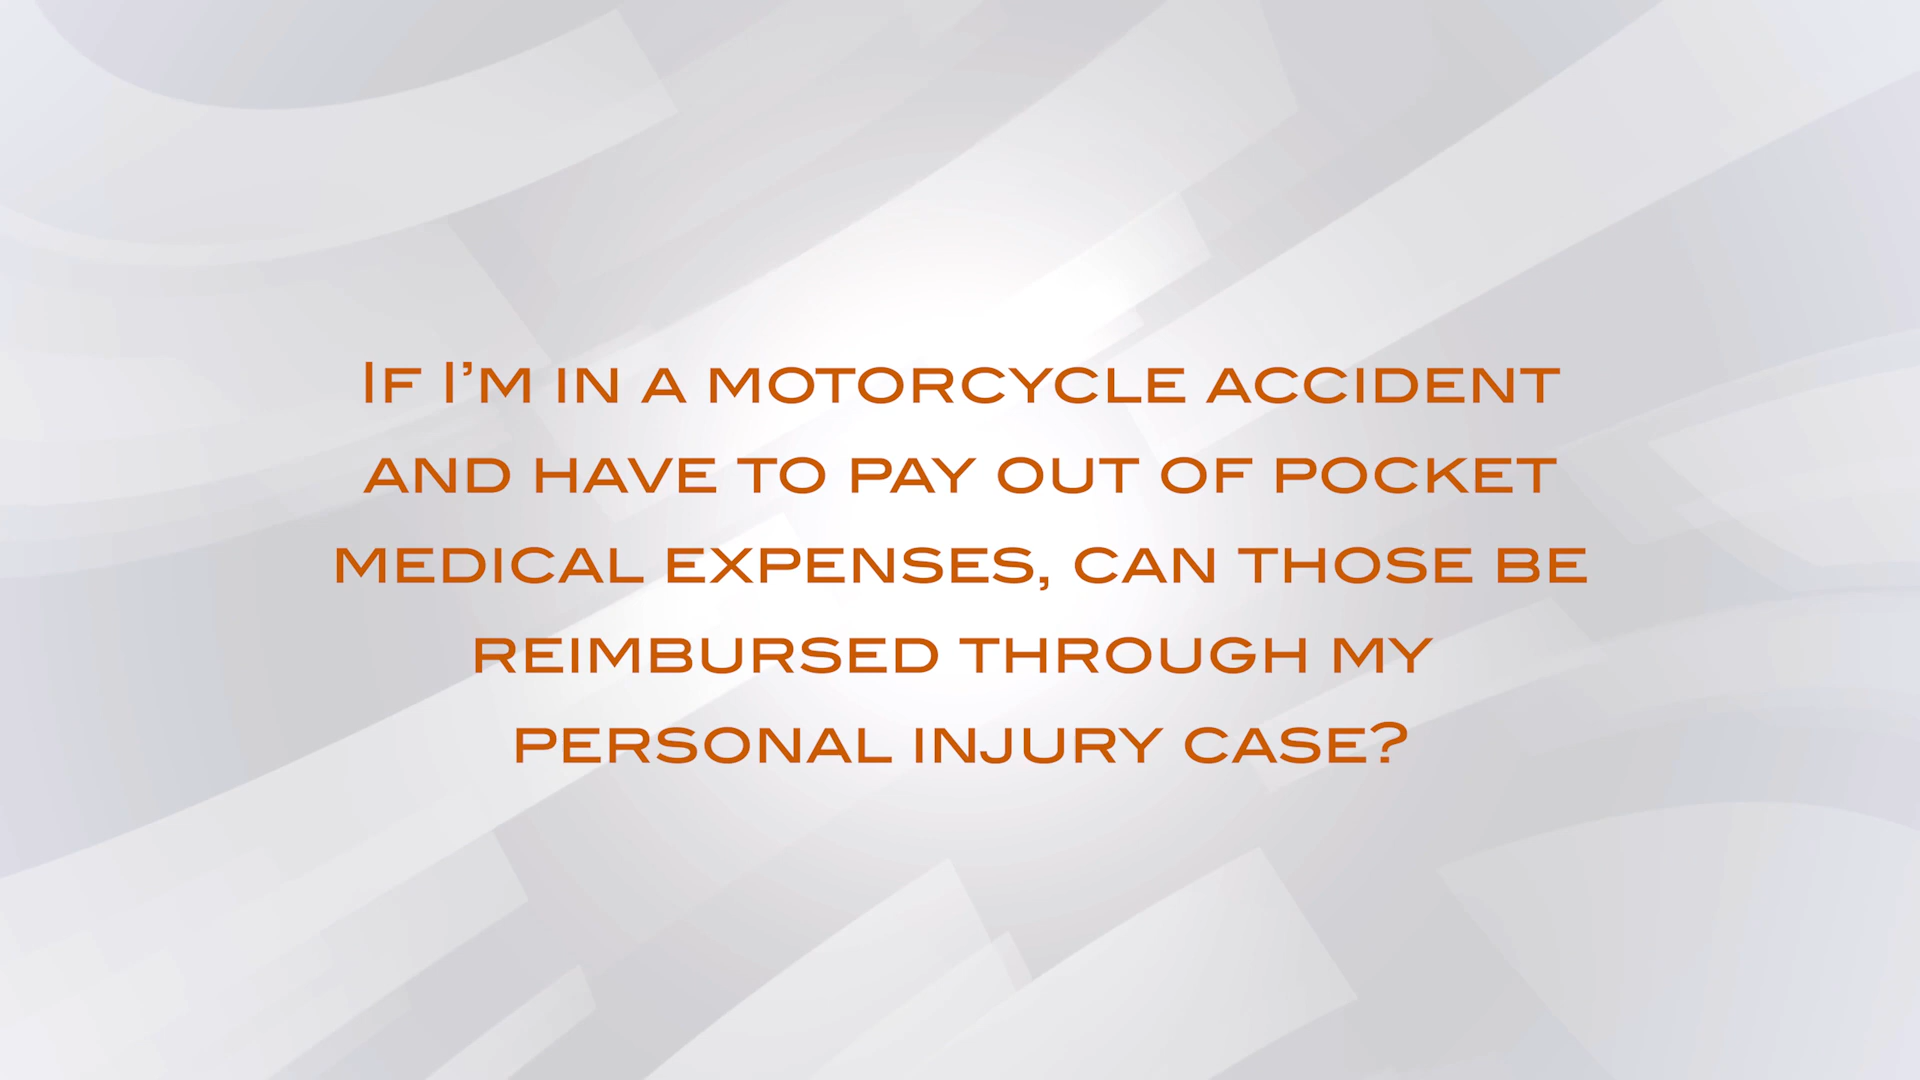 If I'm in a motorcycle accident
and have to pay out of pocket
medical expenses, can those be
reimbursed through my
personal injury case?